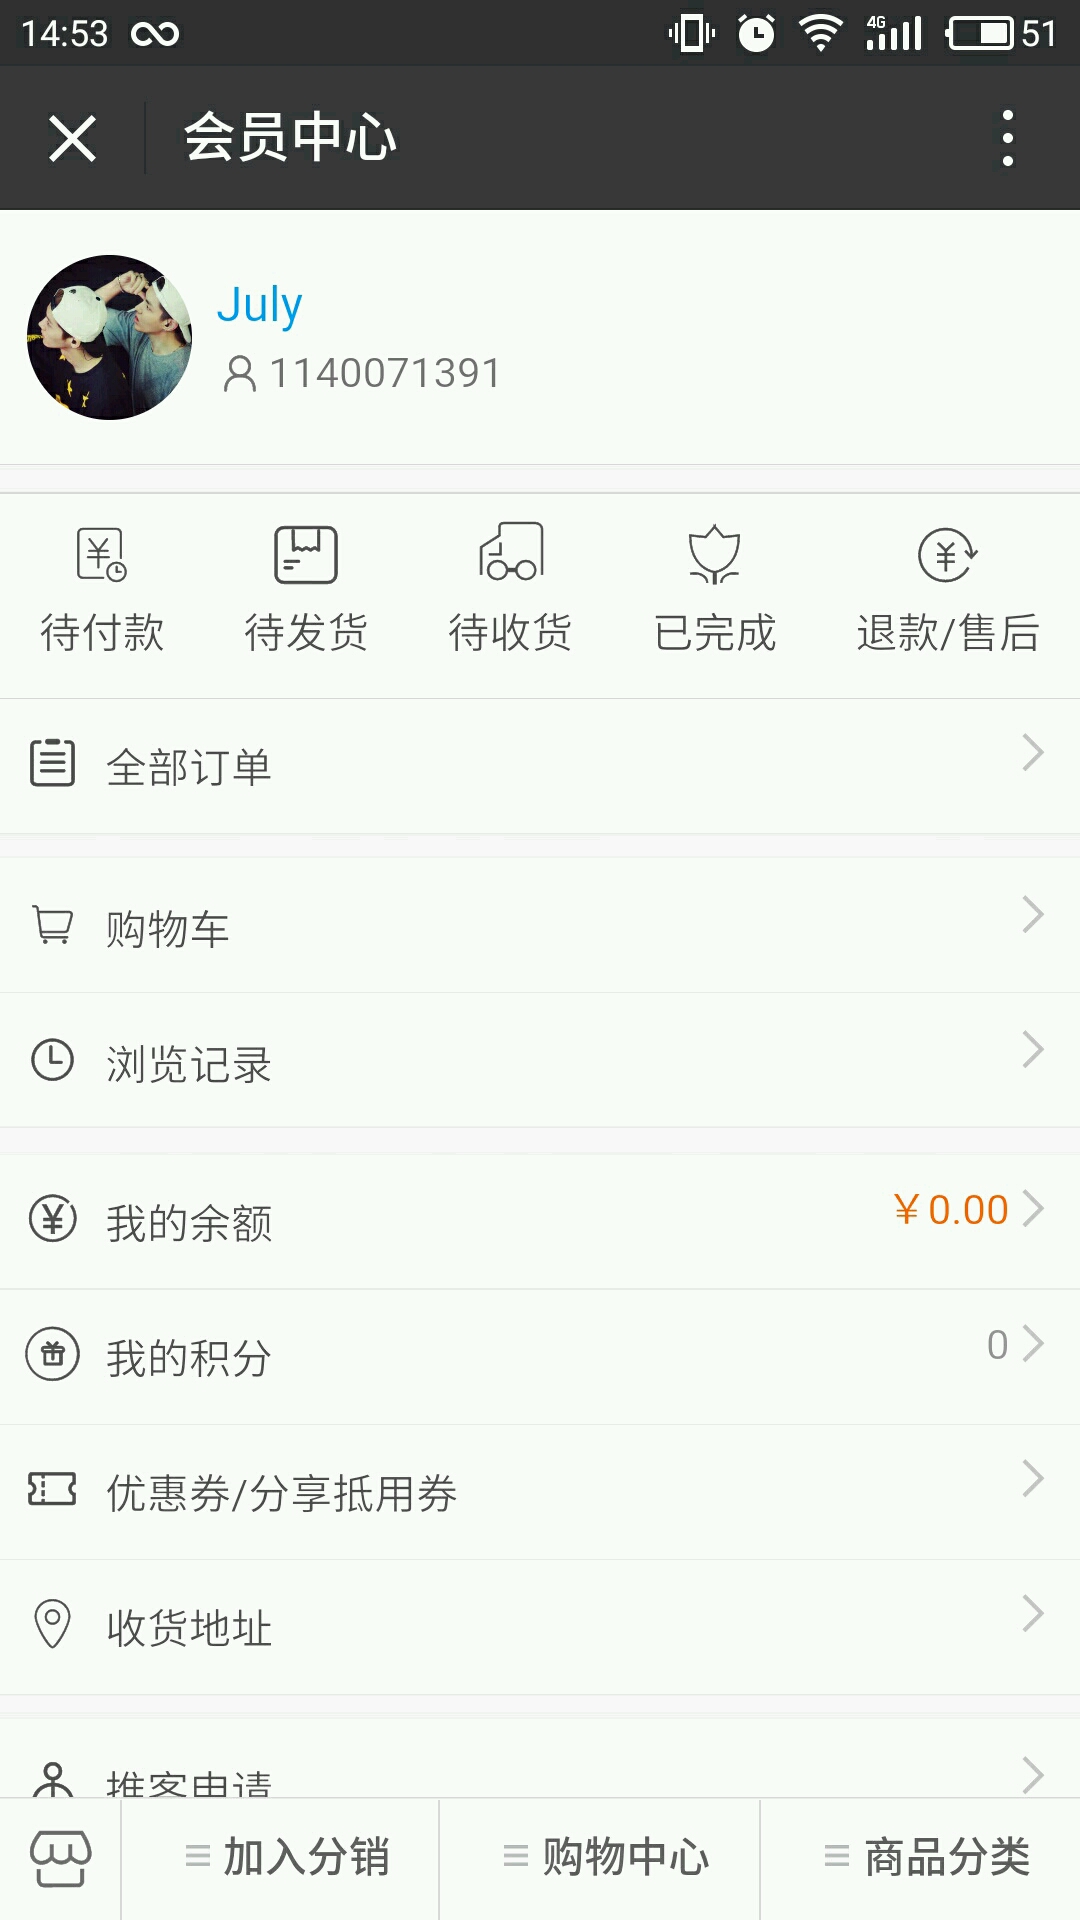 14:53 4G 51
会员中心
July
1140071391
待付款 待发货 待收货 已完成 退款/售后
全部订单
购物车
浏览记录
我的余额 ￥0.00
我的积分 0
优惠券/分享抵用券
收货地址
推客申请
加入分销 购物中心 商品分类